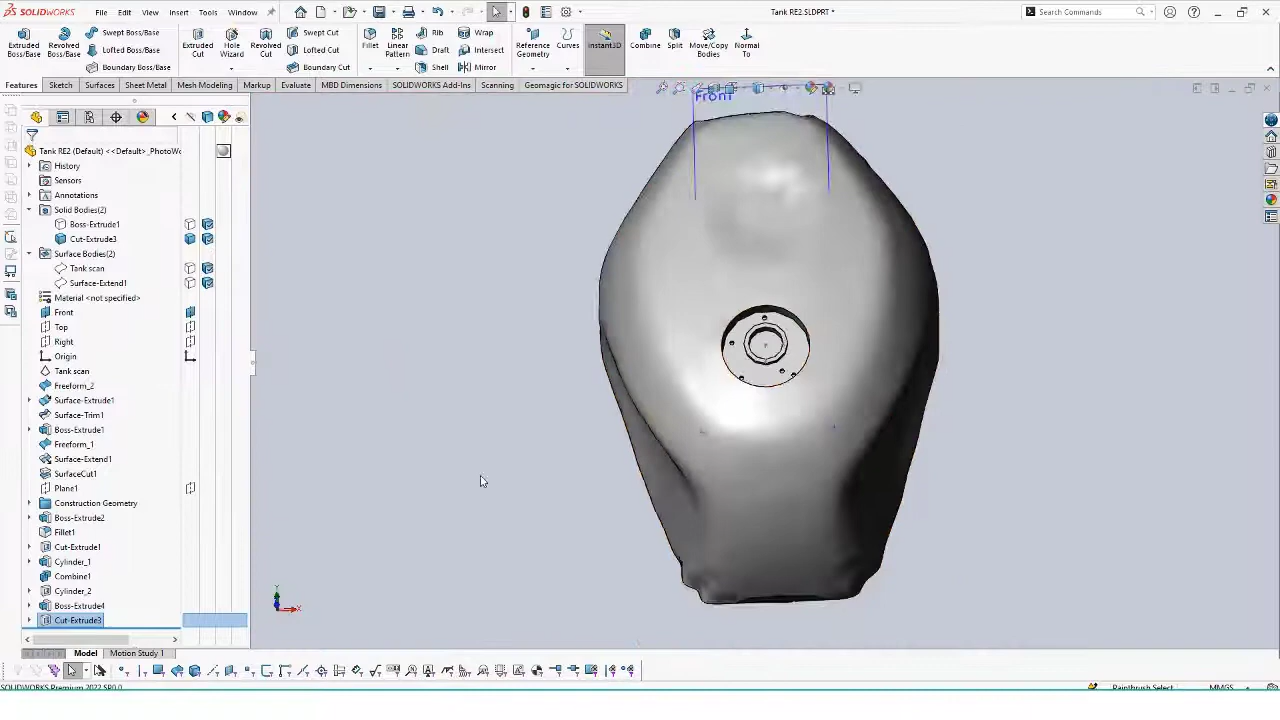 SOLIDWORKS File Edit View Insert Tools Window Tank RE2.SLDPRT * Search Commands
Extruded Boss/Base Revolved Boss/Base Swept Boss/Base Lofted Boss/Base Boundary Boss/Base Extruded Cut Hole Wizard Revolved Cut Swept Cut Lofted Cut Boundary Cut Fillet Linear Pattern Rib Draft Shell Wrap Intersect Mirror Reference Geometry Curves Instant3D Combine Split Move/Copy Bodies Normal To
Features Sketch Surfaces Sheet Metal Mesh Modeling Markup Evaluate MBD Dimensions SOLIDWORKS Add-Ins Scanning Geomagic for SOLIDWORKS
Front
Tank RE2 (Default) <<Default>_PhotoWo
History
Sensors
Annotations
Solid Bodies(2)
Boss-Extrude1
Cut-Extrude3
Surface Bodies(2)
Tank scan
Surface-Extend1
Material <not specified>
Front
Top
Right
Origin
Tank scan
Freeform_2
Surface-Extrude1
Surface-Trim1
Boss-Extrude1
Freeform_1
Surface-Extend1
SurfaceCut1
Plane1
Construction Geometry
Boss-Extrude2
Fillet1
Cut-Extrude1
Cylinder_1
Combine1
Cylinder_2
Boss-Extrude4
Cut-Extrude3
Y
X
Model Motion Study 1
SOLIDWORKS Premium 2022 SP0.0 Paintbrush Select MMGS